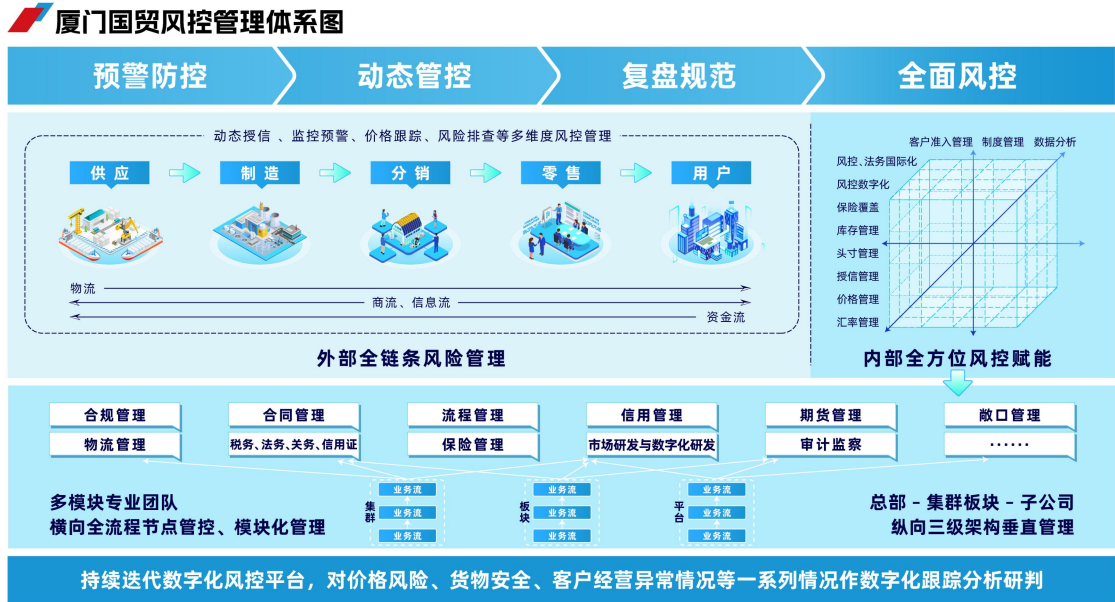 厦门国贸风控管理体系图
预警防控
动态管控
复盘规范
全面风控
动态授信 、监控预警、价格跟踪、风险排查等多维度风控管理
供应
制造
分销
零售
用户
物流
商流、信息流
资金流
外部全链条风险管理
客户准入管理 制度管理 数据分析
风控、法务国际化
风控数字化
保险覆盖
库存管理
头寸管理
授信管理
价格管理
汇率管理
内部全方位风控赋能
合规管理
合同管理
流程管理
信用管理
期货管理
敞口管理
物流管理
税务、法务、关务、信用证
保险管理
市场研发与数字化研发
审计监察
······
多模块专业团队
横向全流程节点管控、模块化管理
集群
业务流
业务流
业务流
板块
业务流
业务流
业务流
平台
业务流
业务流
业务流
总部 – 集群板块 – 子公司
纵向三级架构垂直管理
持续迭代数字化风控平台，对价格风险、货物安全、客户经营异常情况等一系列情况作数字化跟踪分析研判